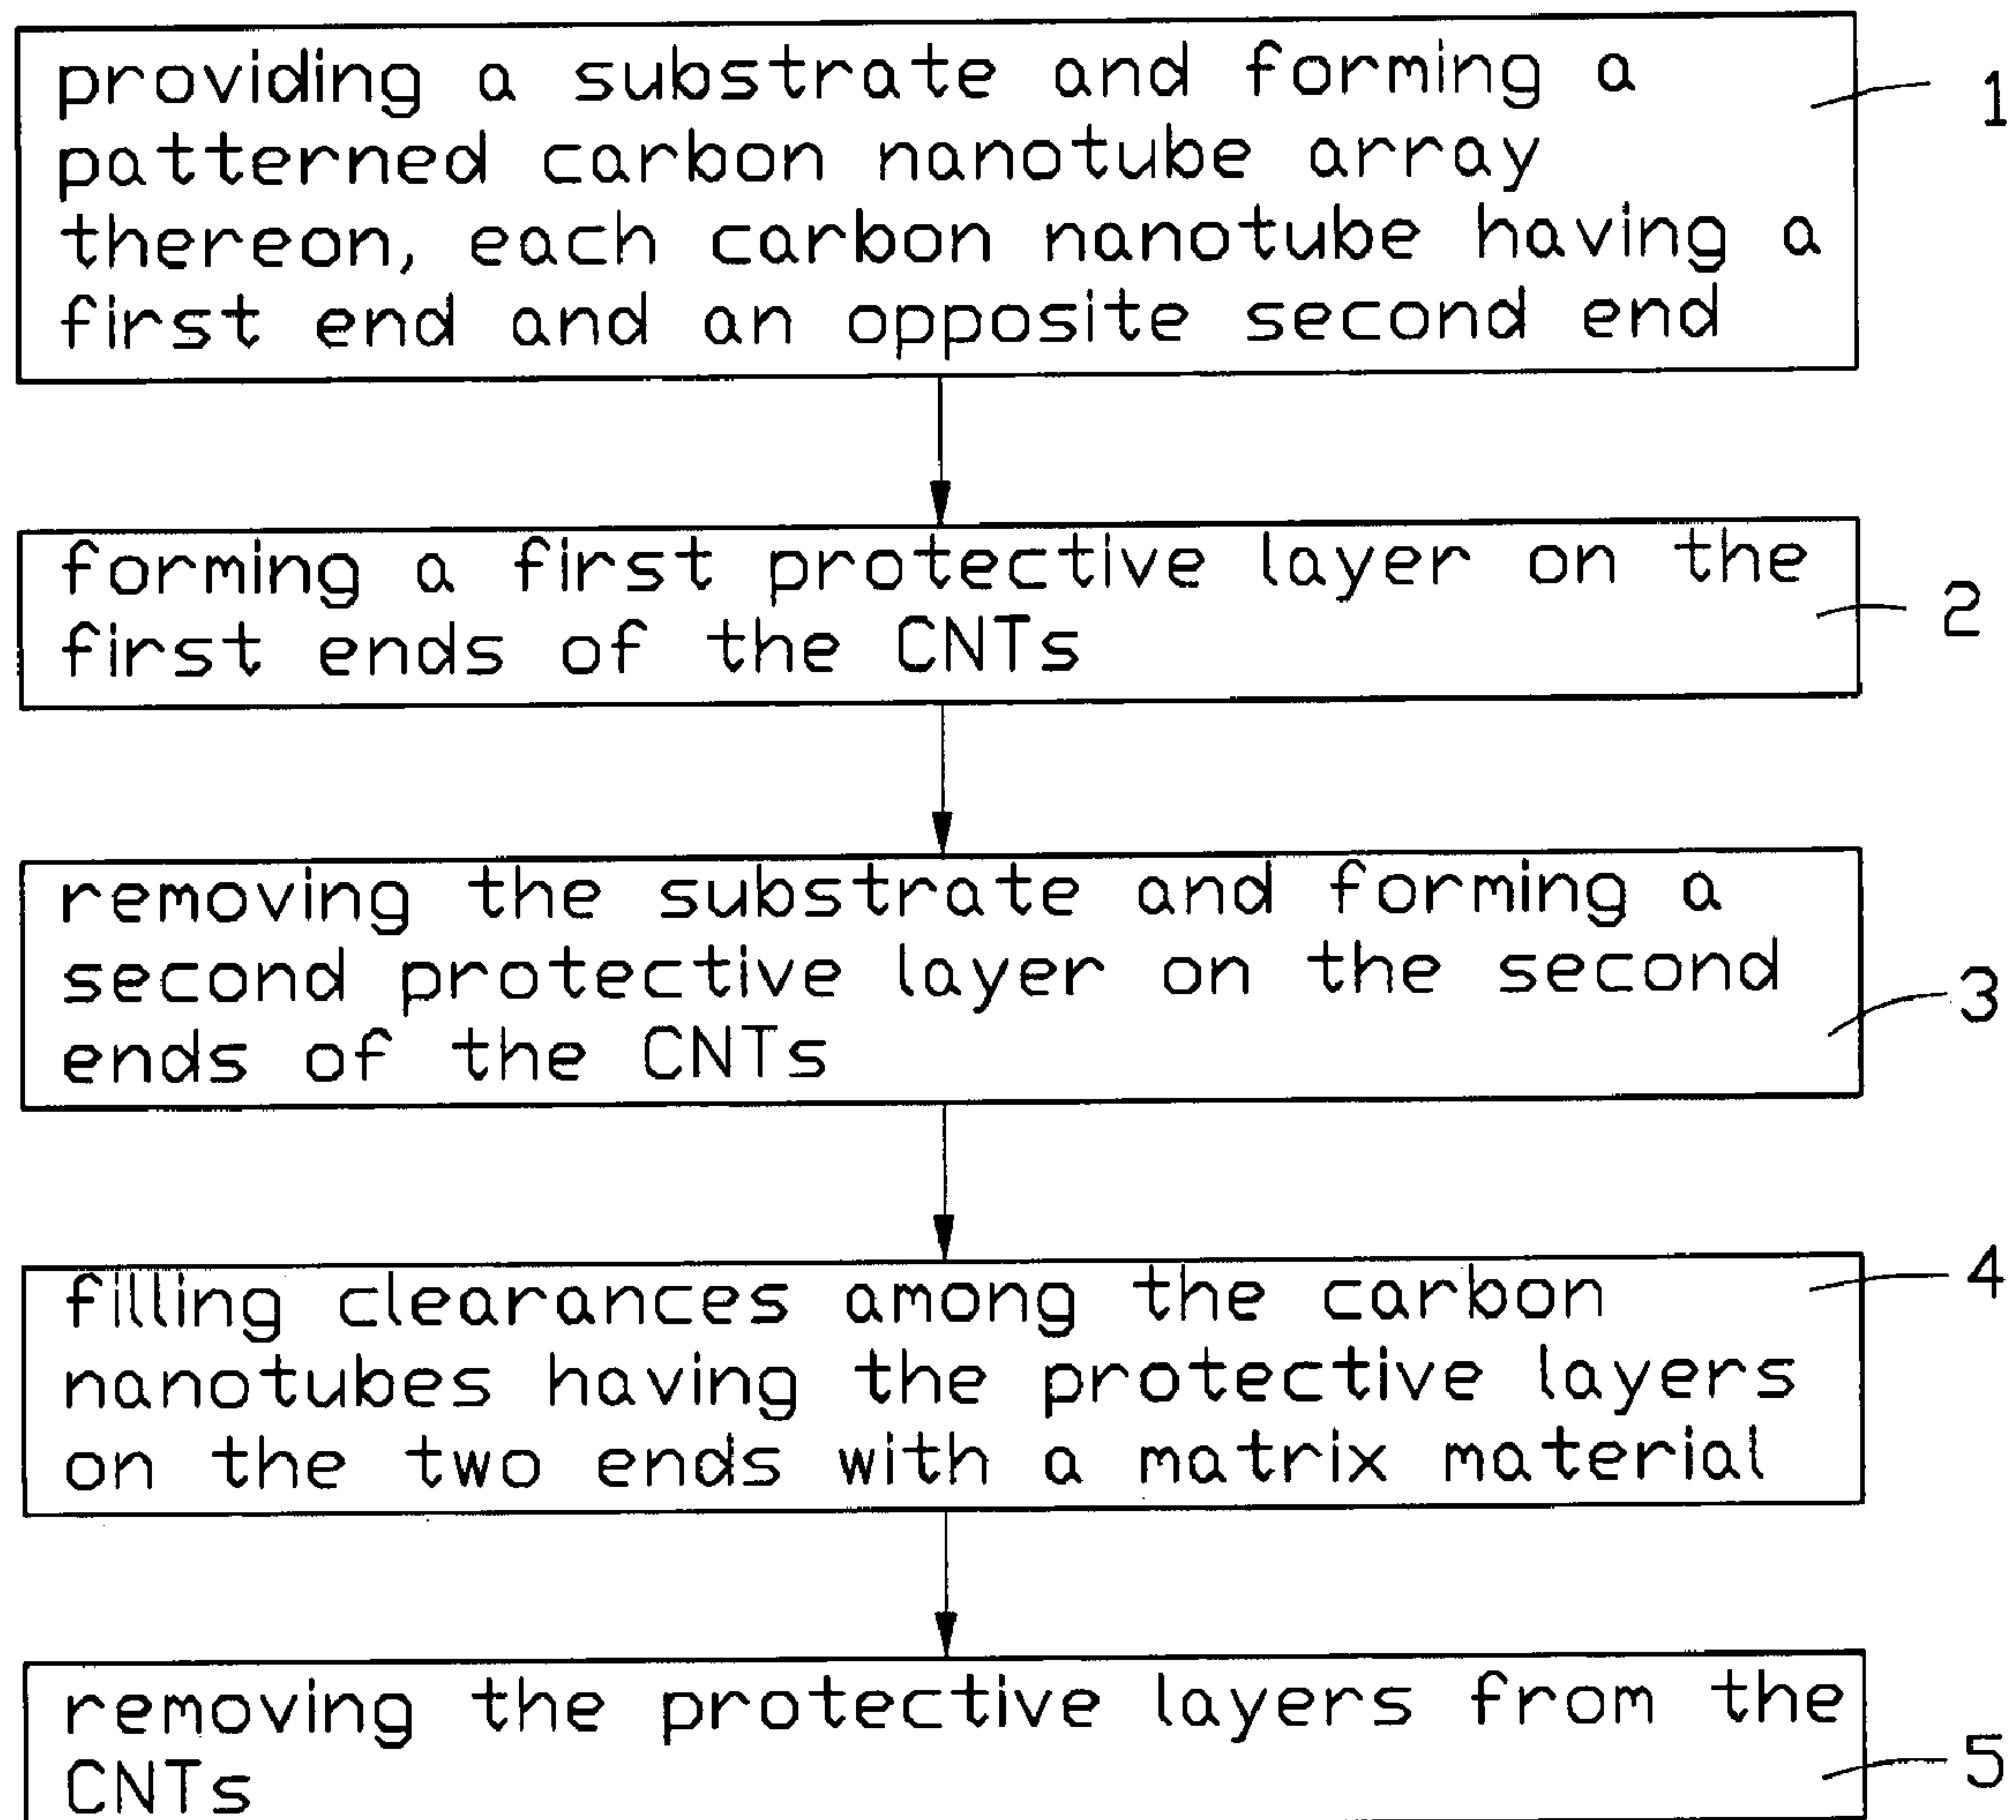 providing a substrate and forming a
patterned carbon nanotube array
thereon, each carbon nanotube having a
first end and an opposite second end
1
forming a first protective layer on the
first ends of the CNTs
2
removing the substrate and forming a
second protective layer on the second
ends of the CNTs
3
filling clearances among the carbon
nanotubes having the protective layers
on the two ends with a matrix material
4
removing the protective layers from the
CNTs
5